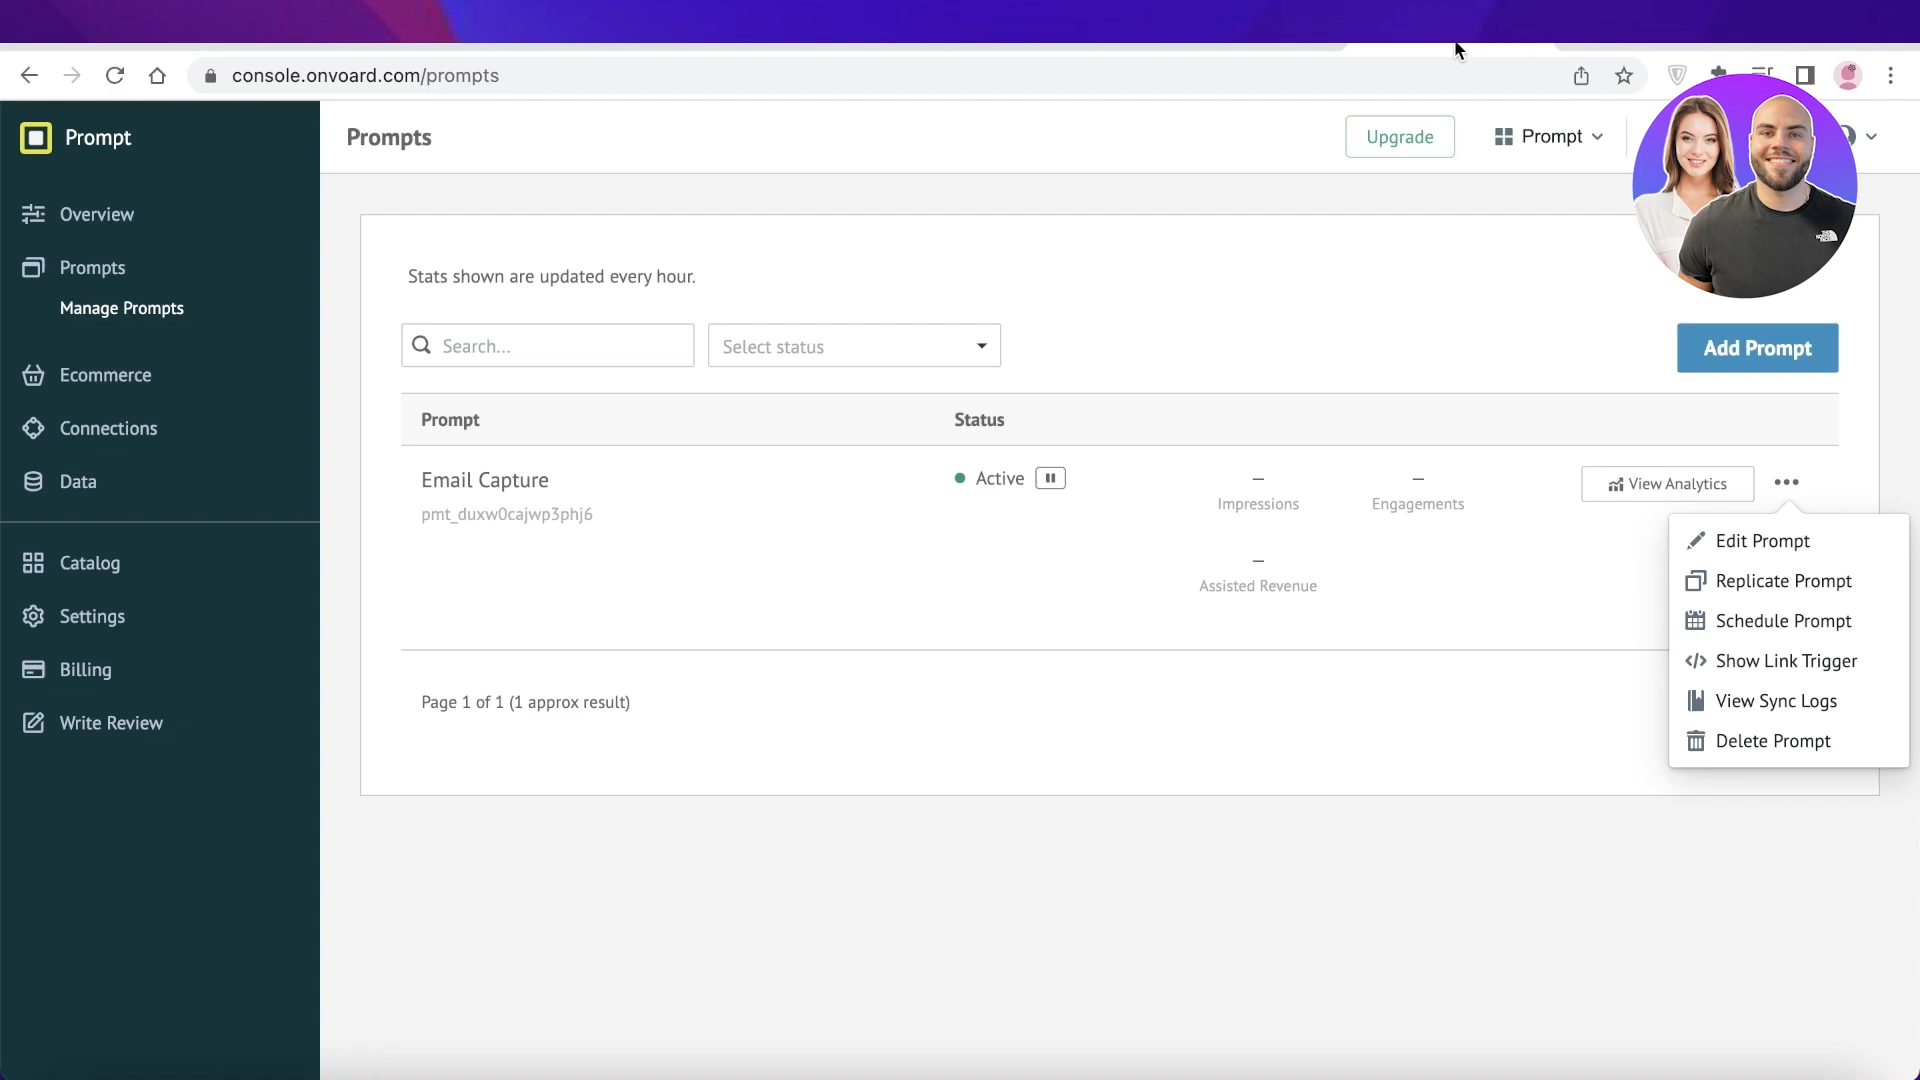 console.onvoard.com/prompts
Prompt
Prompts
Upgrade
Prompt
Overview
Prompts
Manage Prompts
Ecommerce
Connections
Data
Catalog
Settings
Billing
Write Review
Stats shown are updated every hour.
Search...
Select status
Add Prompt
Prompt Status
Email Capture
pmt_duxw0cajwp3phj6
Active
– Impressions
– Engagements
– Assisted Revenue
View Analytics
Edit Prompt
Replicate Prompt
Schedule Prompt
Show Link Trigger
View Sync Logs
Delete Prompt
Page 1 of 1 (1 approx result)